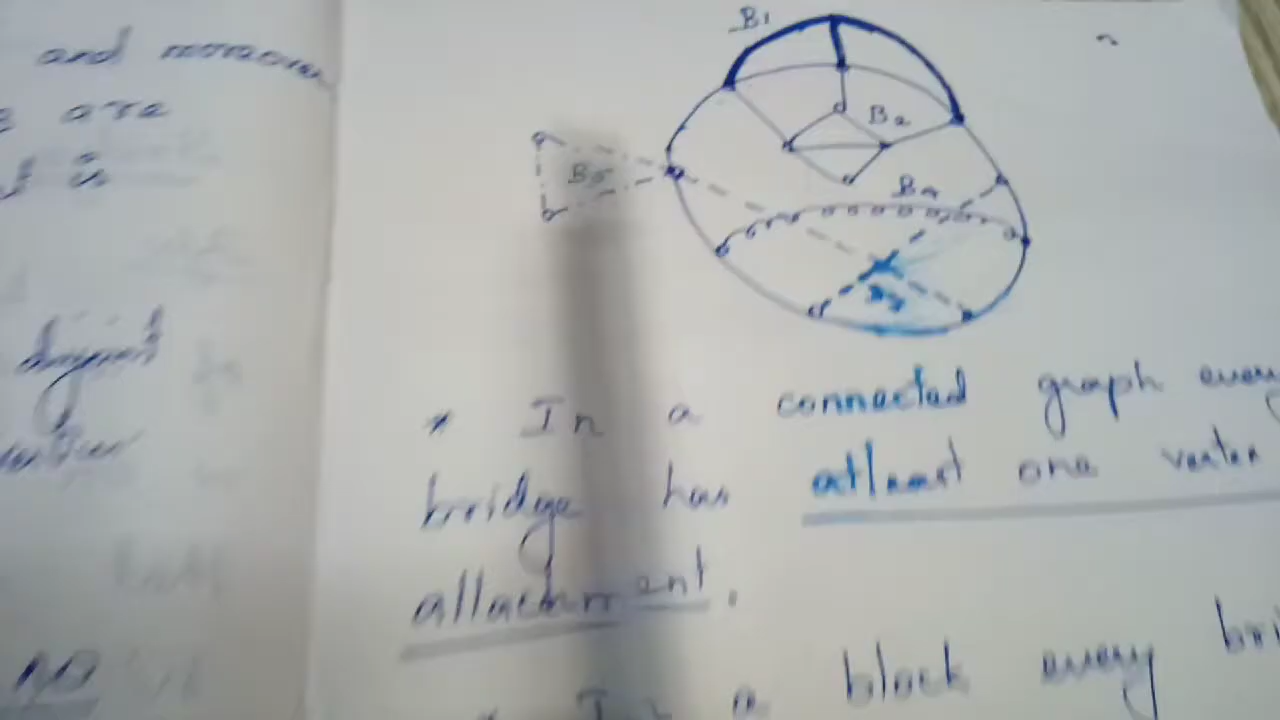 and moreover
are
is
B1
B2
B4
B5
B3
* In a connected graph every
bridge has atleast one vertex
attachment.
In a block every bri